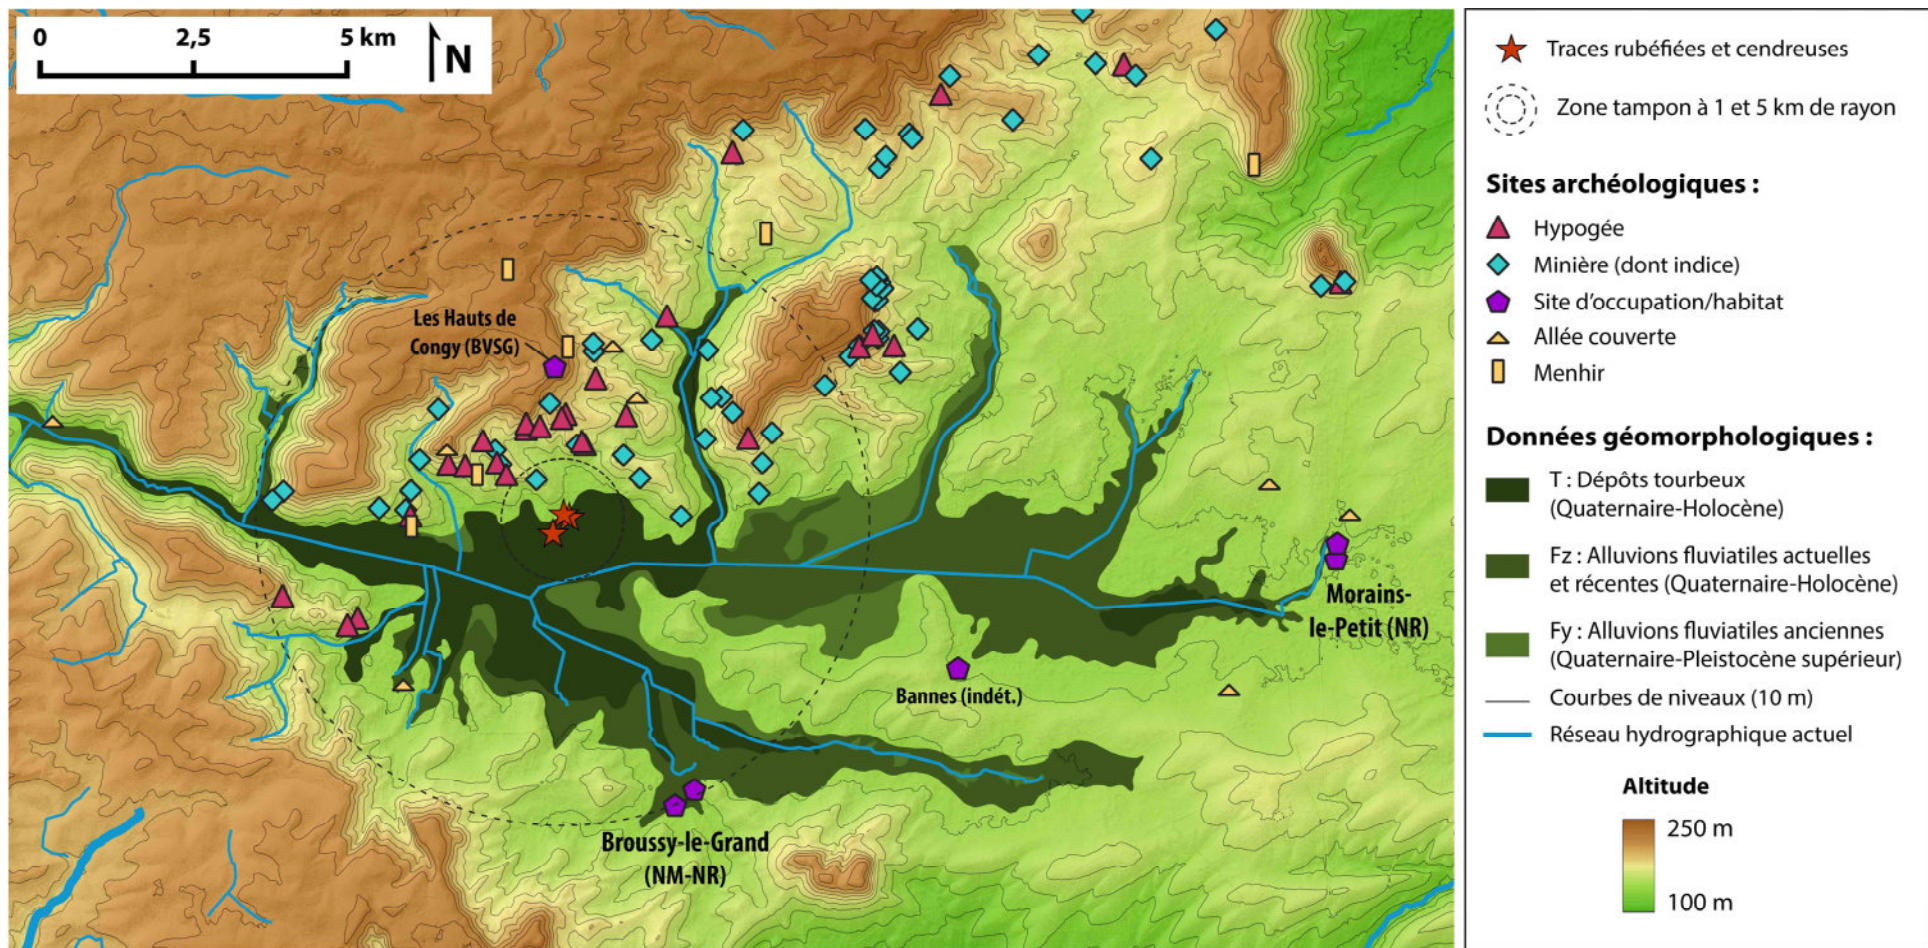 0 2,5 5 km
N
Les Hauts de
Congy (BVSG)
Morains-
le-Petit (NR)
Bannes (indét.)
Broussy-le-Grand
(NM-NR)
Traces rubéfiées et cendreuses
Zone tampon à 1 et 5 km de rayon
Sites archéologiques :
Hypogée
Minière (dont indice)
Site d'occupation/habitat
Allée couverte
Menhir
Données géomorphologiques :
T : Dépôts tourbeux
(Quaternaire-Holocène)
Fz : Alluvions fluviatiles actuelles
et récentes (Quaternaire-Holocène)
Fy : Alluvions fluviatiles anciennes
(Quaternaire-Pleistocène supérieur)
Courbes de niveaux (10 m)
Réseau hydrographique actuel
Altitude
250 m
100 m